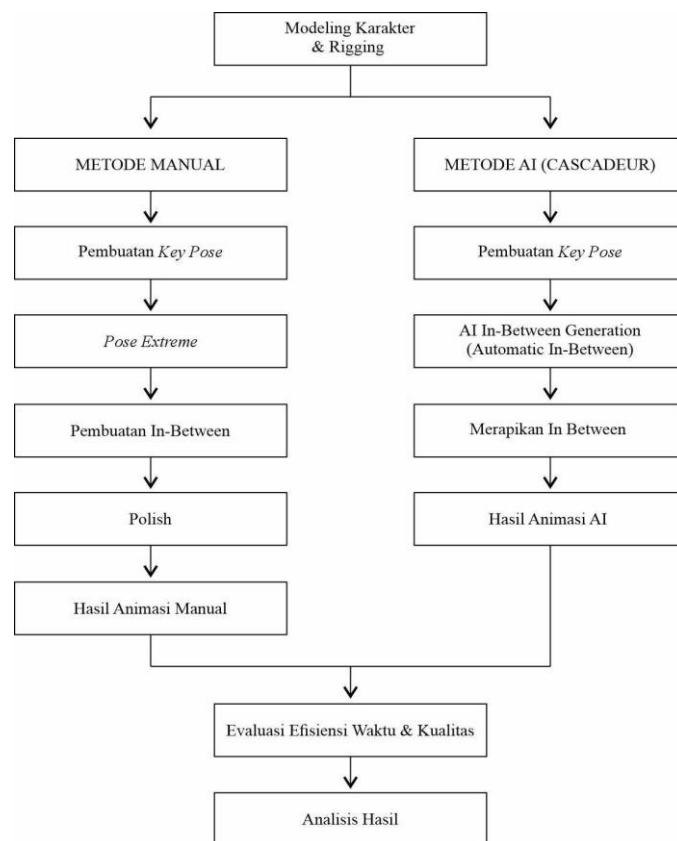 Modeling Karakter
& Rigging
METODE MANUAL
METODE AI (CASCADEUR)
Pembuatan Key Pose
Pembuatan Key Pose
Pose Extreme
AI In-Between Generation
(Automatic In-Between)
Pembuatan In-Between
Merapikan In Between
Polish
Hasil Animasi AI
Hasil Animasi Manual
Evaluasi Efisiensi Waktu & Kualitas
Analisis Hasil